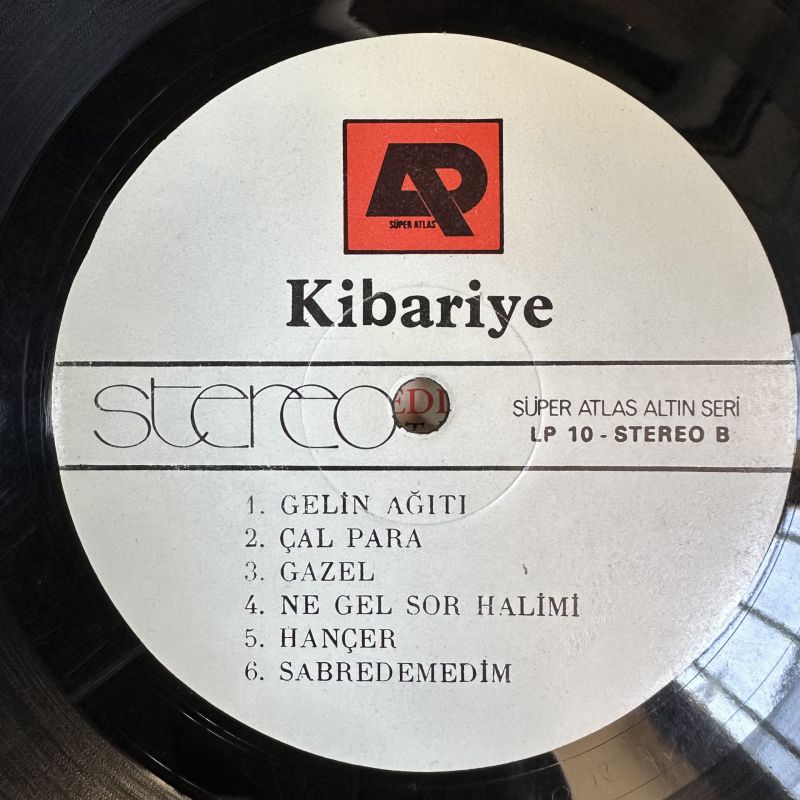 SÜPER ATLAS
Kibariye
stereo
EDI
SÜPER ATLAS ALTIN SERİ
LP 10 - STEREO B
1. GELİN AĞITI
2. ÇAL PARA
3. GAZEL
4. NE GEL SOR HALİMİ
5. HANÇER
6. SABREDEMEDİM